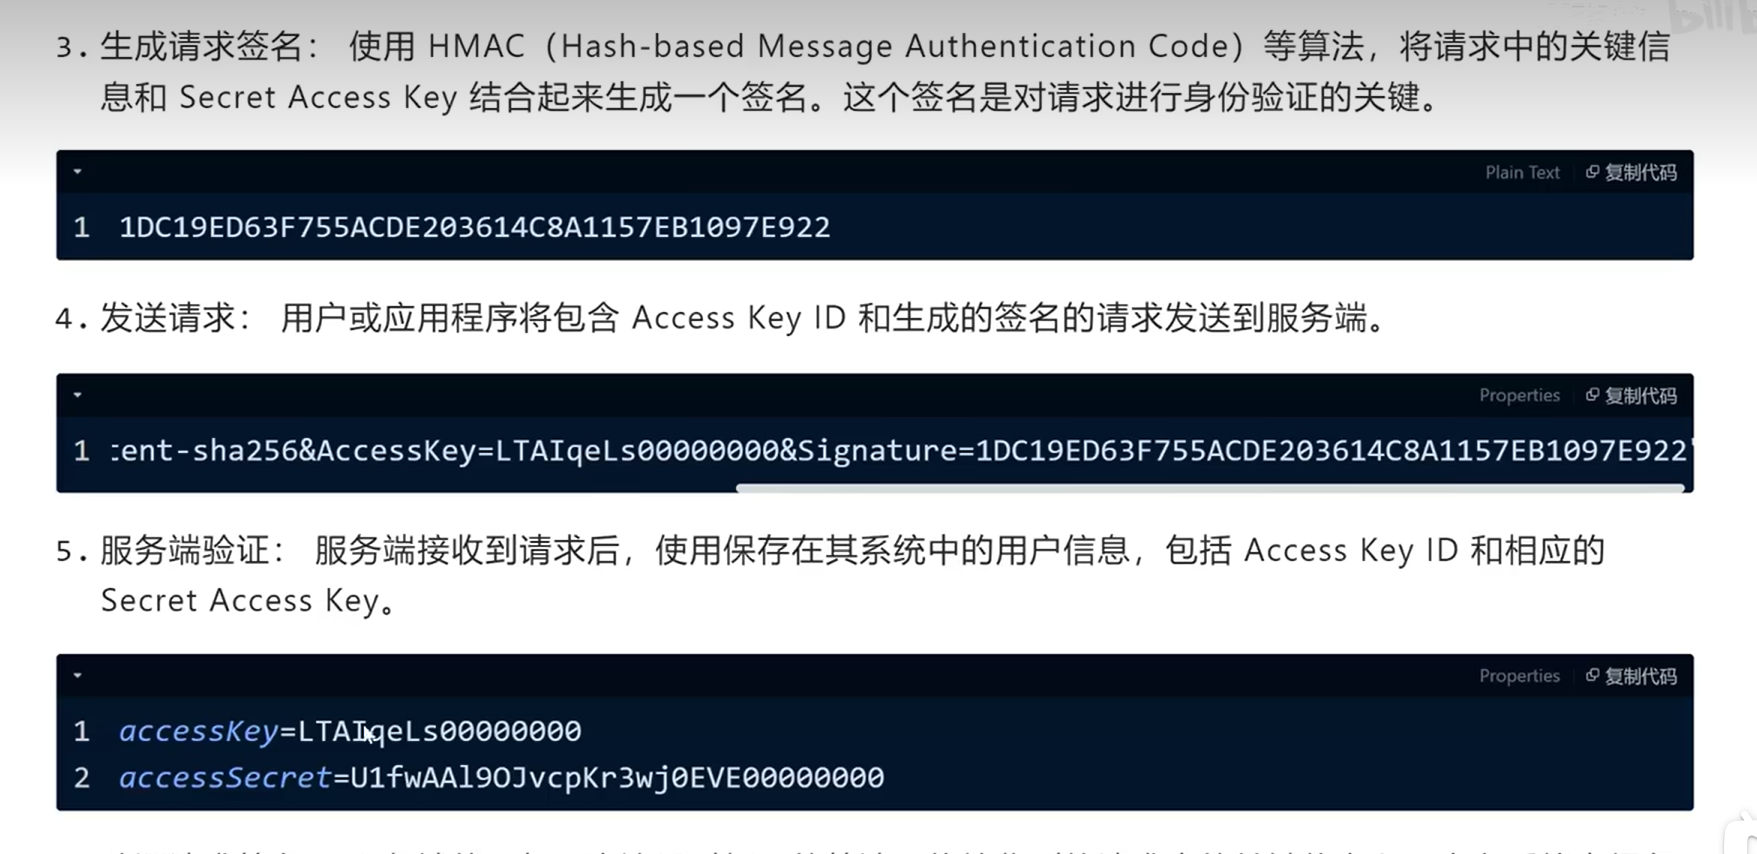 3. 生成请求签名： 使用 HMAC（Hash-based Message Authentication Code）等算法，将请求中的关键信
息和 Secret Access Key 结合起来生成一个签名。这个签名是对请求进行身份验证的关键。
Plain Text 复制代码
1 1DC19ED63F755ACDE203614C8A1157EB1097E922
4. 发送请求： 用户或应用程序将包含 Access Key ID 和生成的签名的请求发送到服务端。
Properties 复制代码
1 tent-sha256&AccessKey=LTAIqeLs00000000&Signature=1DC19ED63F755ACDE203614C8A1157EB1097E922'
5. 服务端验证： 服务端接收到请求后，使用保存在其系统中的用户信息，包括 Access Key ID 和相应的
Secret Access Key。
Properties 复制代码
1 accessKey=LTAIqeLs00000000
2 accessSecret=U1fwAAl9OJvcpKr3wj0EVE00000000